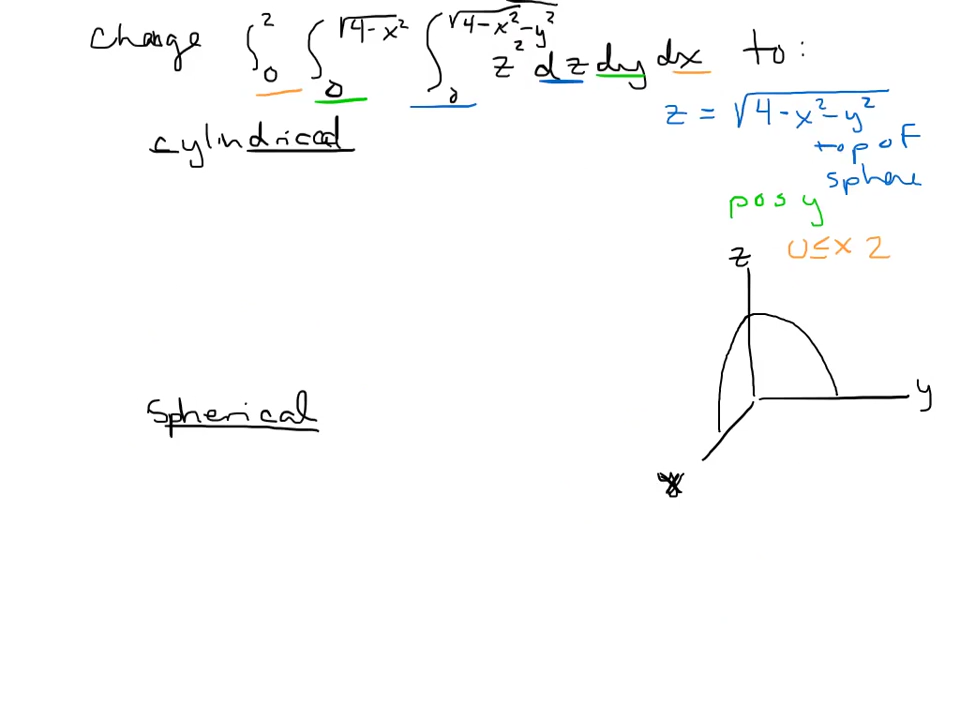 Change ∫₀² ∫₀^√(4-x²) ∫₀^√(4-x²-y²) z² dz dy dx to:
z = √(4-x²-y²)
top of
sphere
cylindrical
pos y
0≤x 2
z
y
spherical
x